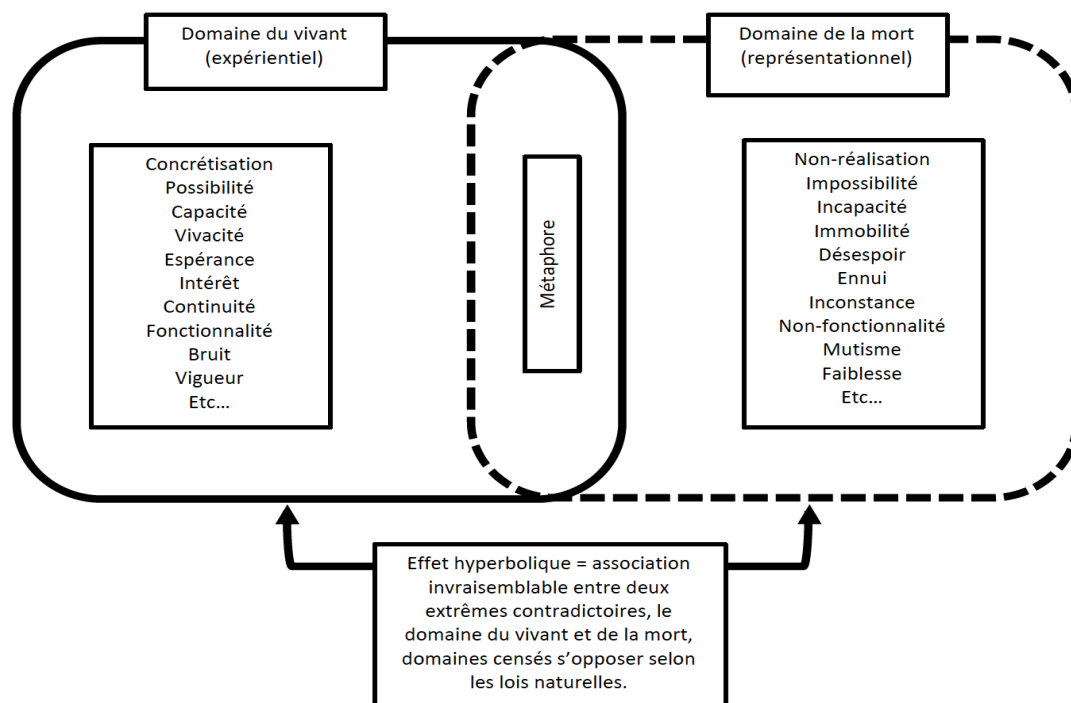 Domaine du vivant
(expérientiel)
Domaine de la mort
(représentationnel)
Concrétisation
Possibilité
Capacité
Vivacité
Espérance
Intérêt
Continuité
Fonctionnalité
Bruit
Vigueur
Etc...
Métaphore
Non-réalisation
Impossibilité
Incapacité
Immobilité
Désespoir
Ennui
Inconstance
Non-fonctionnalité
Mutisme
Faiblesse
Etc...
Effet hyperbolique = association
invraisemblable entre deux
extrêmes contradictoires, le
domaine du vivant et de la mort,
domaines censés s’opposer selon
les lois naturelles.